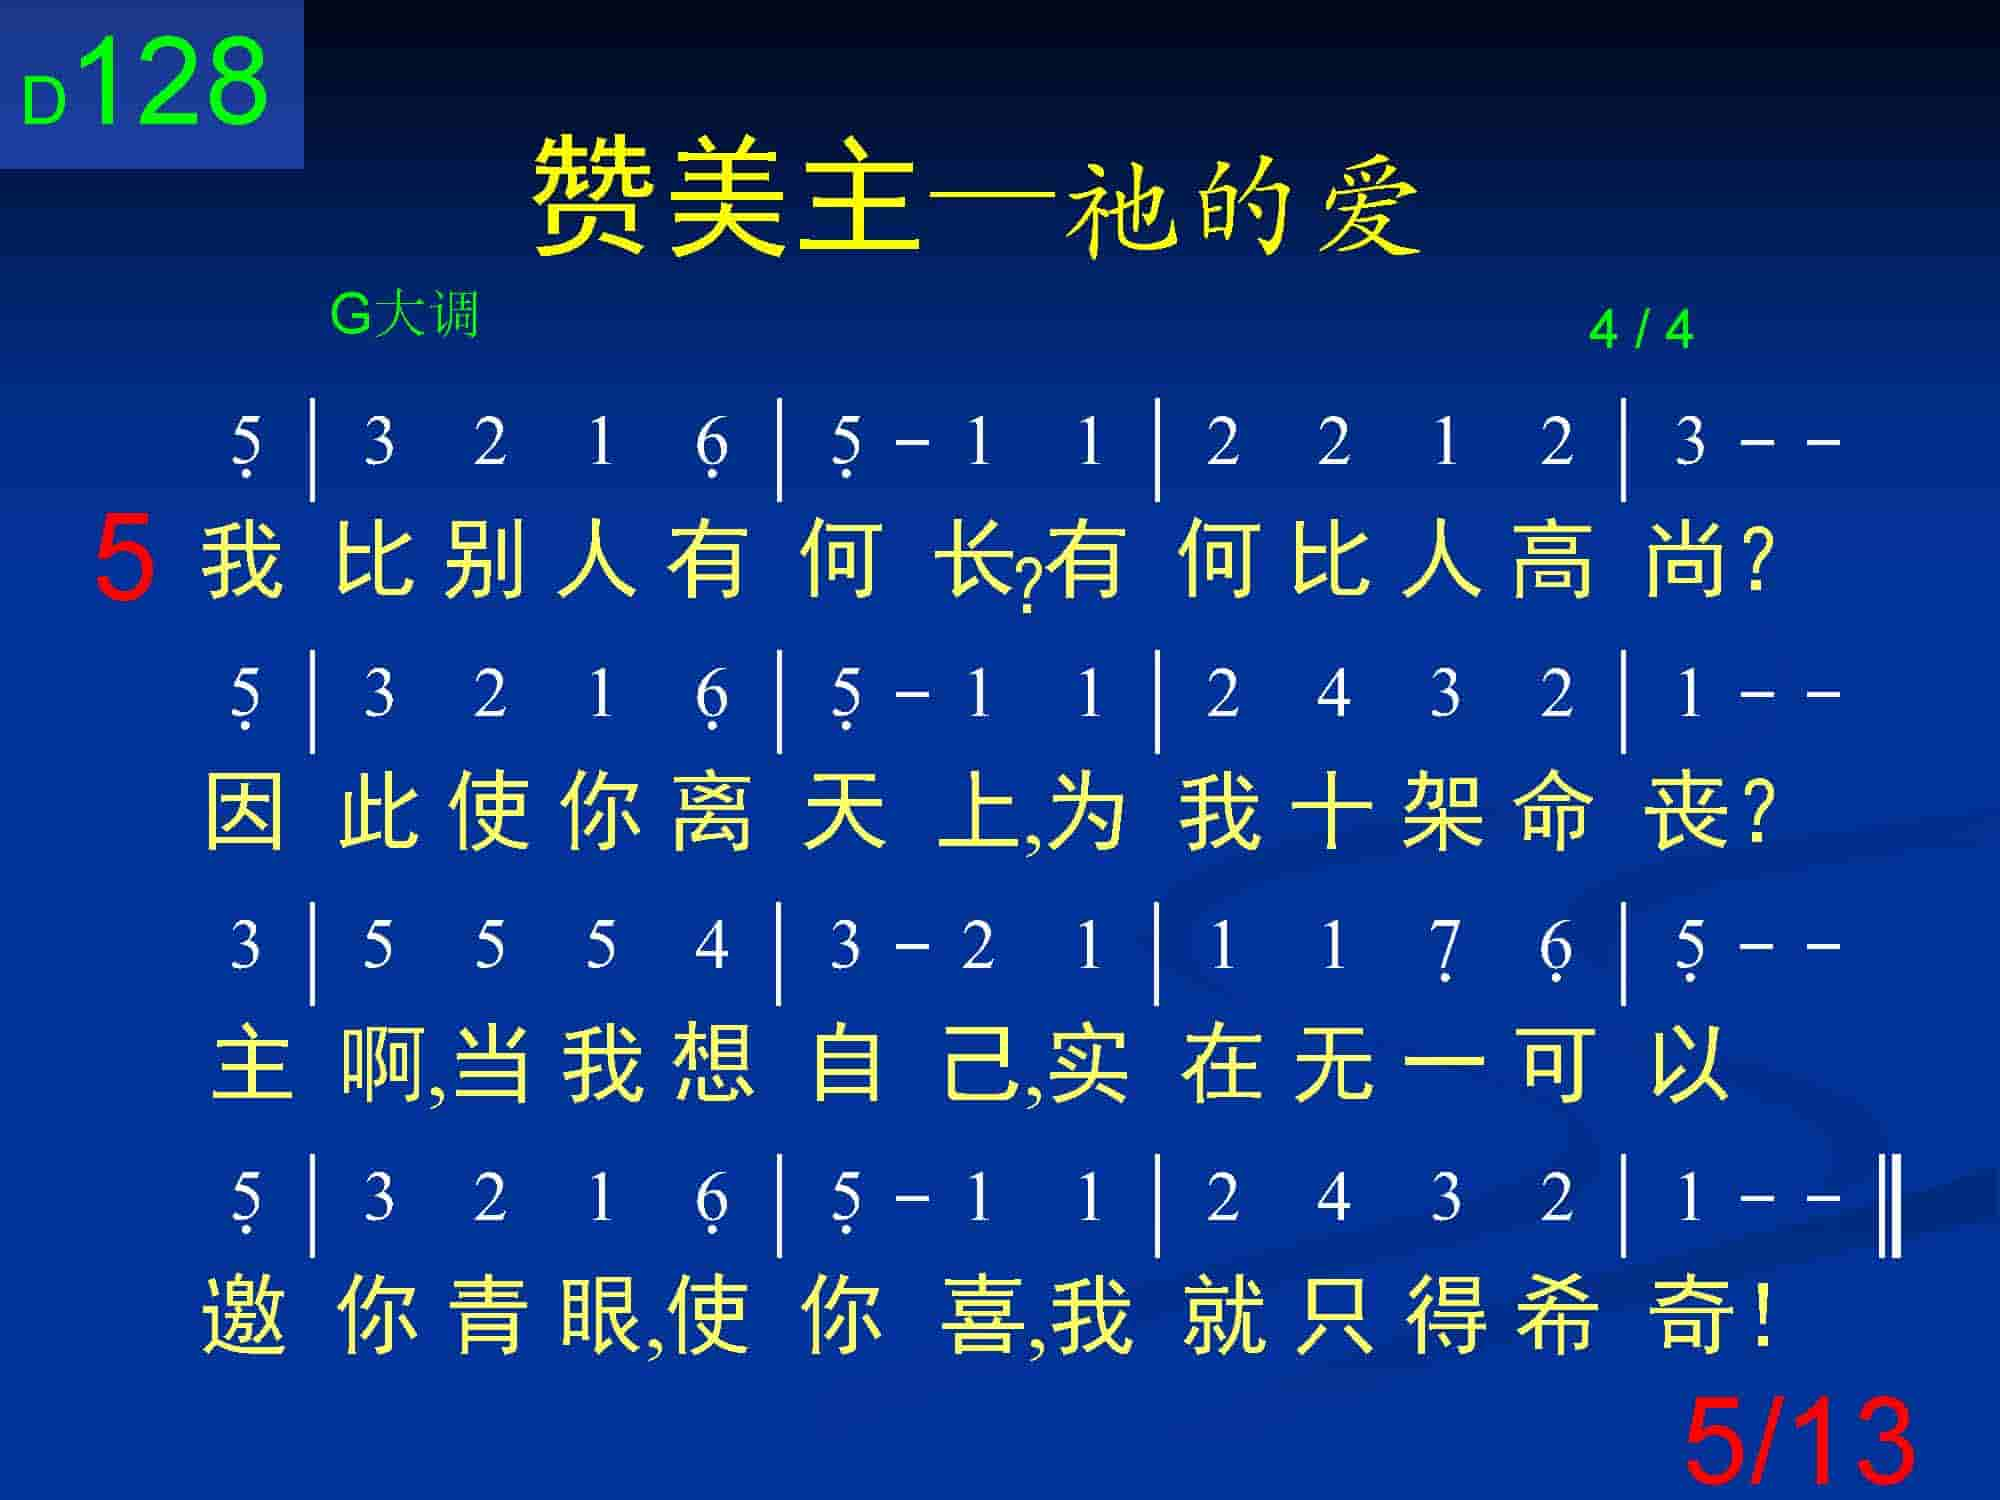 D128
赞美主—祂的爱
G大调 4 / 4
5̣ | 3 2 1 6̣ | 5̣ - 1 1 | 2 2 1 2 | 3 - -
5 我 比 别 人 有 何 长?有 何 比 人 高 尚?
5̣ | 3 2 1 6̣ | 5̣ - 1 1 | 2 4 3 2 | 1 - -
因 此 使 你 离 天 上,为 我 十 架 命 丧?
3 | 5 5 5 4 | 3 - 2 1 | 1 1 7̣ 6̣ | 5̣ - -
主 啊,当 我 想 自 己,实 在 无 一 可 以
5̣ | 3 2 1 6̣ | 5̣ - 1 1 | 2 4 3 2 | 1 - - ‖
邀 你 青 眼,使 你 喜,我 就 只 得 希 奇!
5/13